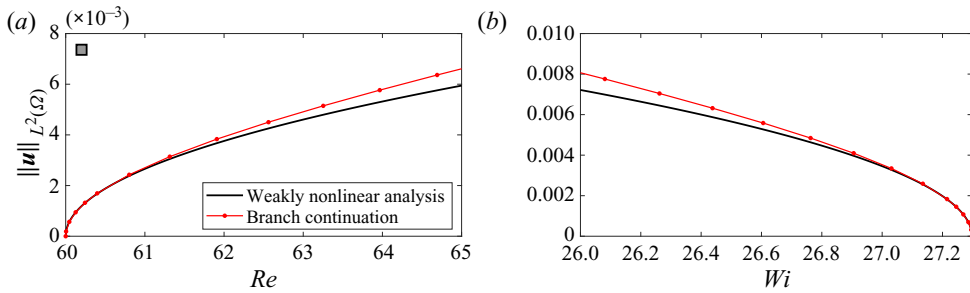 (a) (×10−3) (b)
8 0.010
6 0.008
4 0.006
2 0.004
0 0.002
0
||u|| L2(Ω)
Weakly nonlinear analysis
Branch continuation
60 61 62 63 64 65 26.0 26.2 26.4 26.6 26.8 27.0 27.2
Re Wi